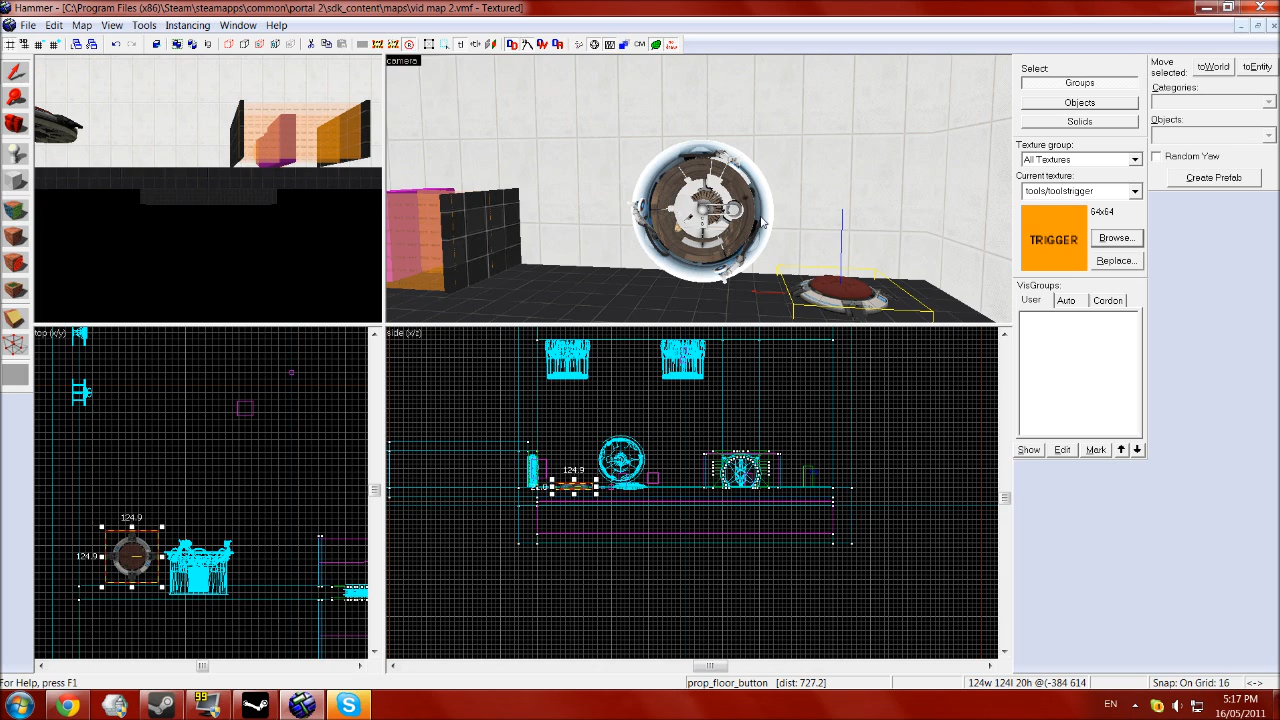 Hammer - [C:\Program Files (x86)\Steam\steamapps\common\portal 2\sdk_content\maps\vid map 2.vmf - Textured]
File Edit Map View Tools Instancing Window Help
CM
camera
Select:
Groups
Objects
Solids
Texture group:
All Textures
Current texture:
tools/toolstrigger
TRIGGER
64x64
Browse...
Replace...
VisGroups:
User Auto Cordon
Show Edit Mark
Move selected:
toWorld toEntity
Categories:
Objects:
Random Yaw
Create Prefab
top (x/y)
124.9
124.9
side (x/z)
124.9
For Help, press F1
prop_floor_button [dist: 727.2]
124w 124l 20h @(-384 614
Snap: On Grid: 16
<->
99
EN
5:17 PM
16/05/2011